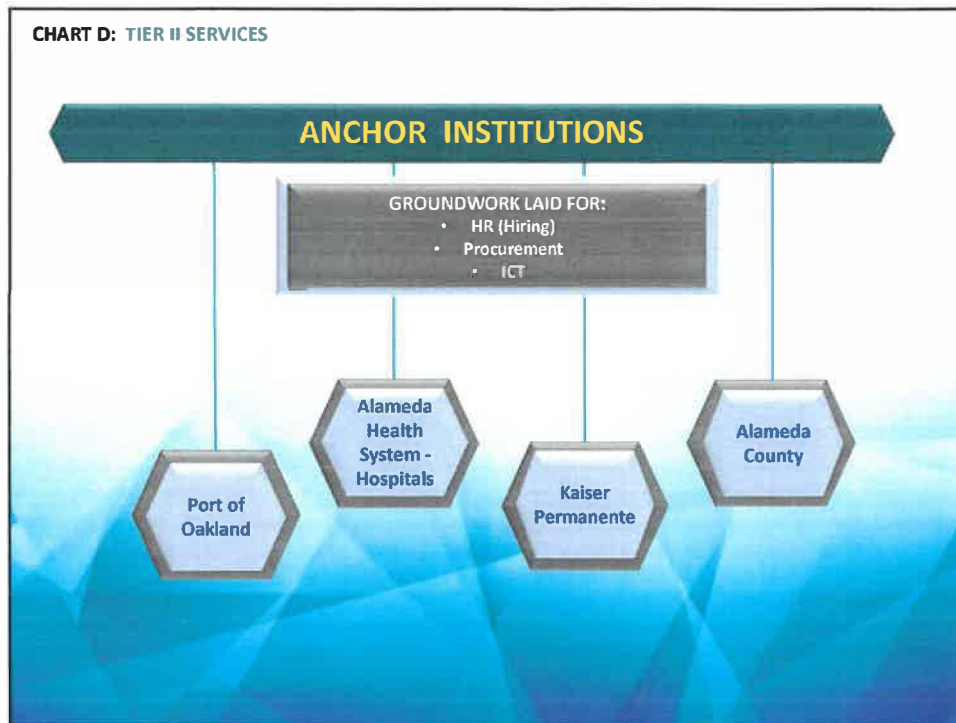 CHART D: TIER II SERVICES
ANCHOR INSTITUTIONS
GROUNDWORK LAID FOR:
• HR (Hiring)
• Procurement
• ICT
Alameda
Health
System -
Hospitals
Alameda
County
Port of
Oakland
Kaiser
Permanente